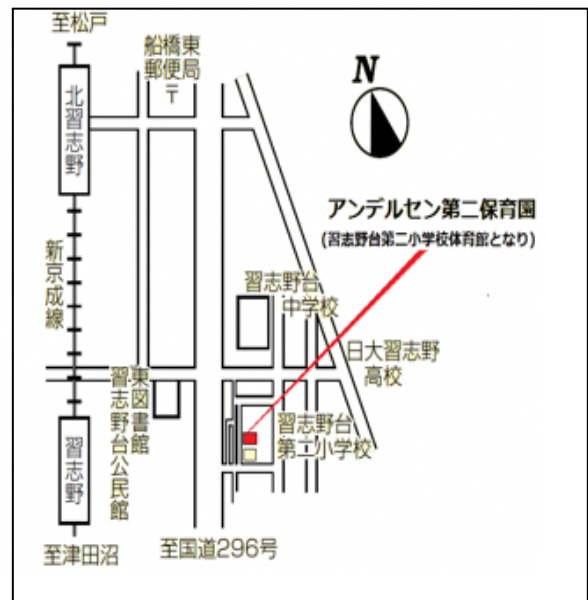 至松戸
船橋東
郵便局
〒
N
北習志野
アンデルセン第二保育園
(習志野台第二小学校体育館となり)
新京成線
習志野台
中学校
日大習志野
高校
東図書館
習志野台公民館
習志野台
第二小学校
習志野
至津田沼
至国道296号